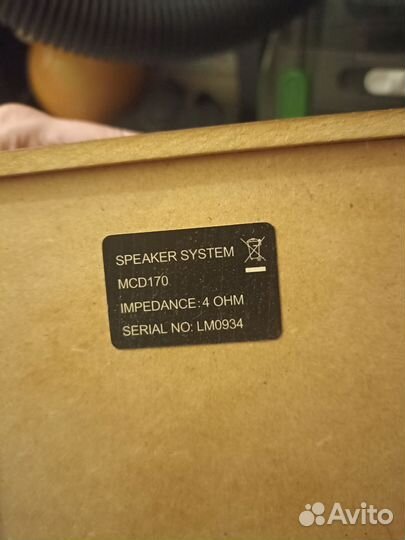 SPEAKER SYSTEM
MCD170
IMPEDANCE: 4 OHM
SERIAL NO: LM0934
Avito